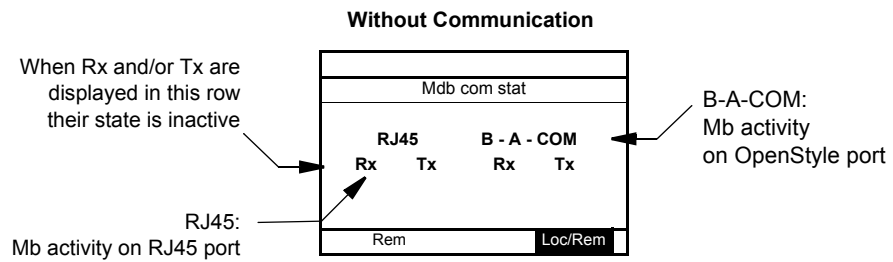 Without Communication
When Rx and/or Tx are
displayed in this row
their state is inactive
Mdb com stat
RJ45 B - A - COM
Rx Tx Rx Tx
B-A-COM:
Mb activity
on OpenStyle port
RJ45:
Mb activity on RJ45 port
Rem Loc/Rem